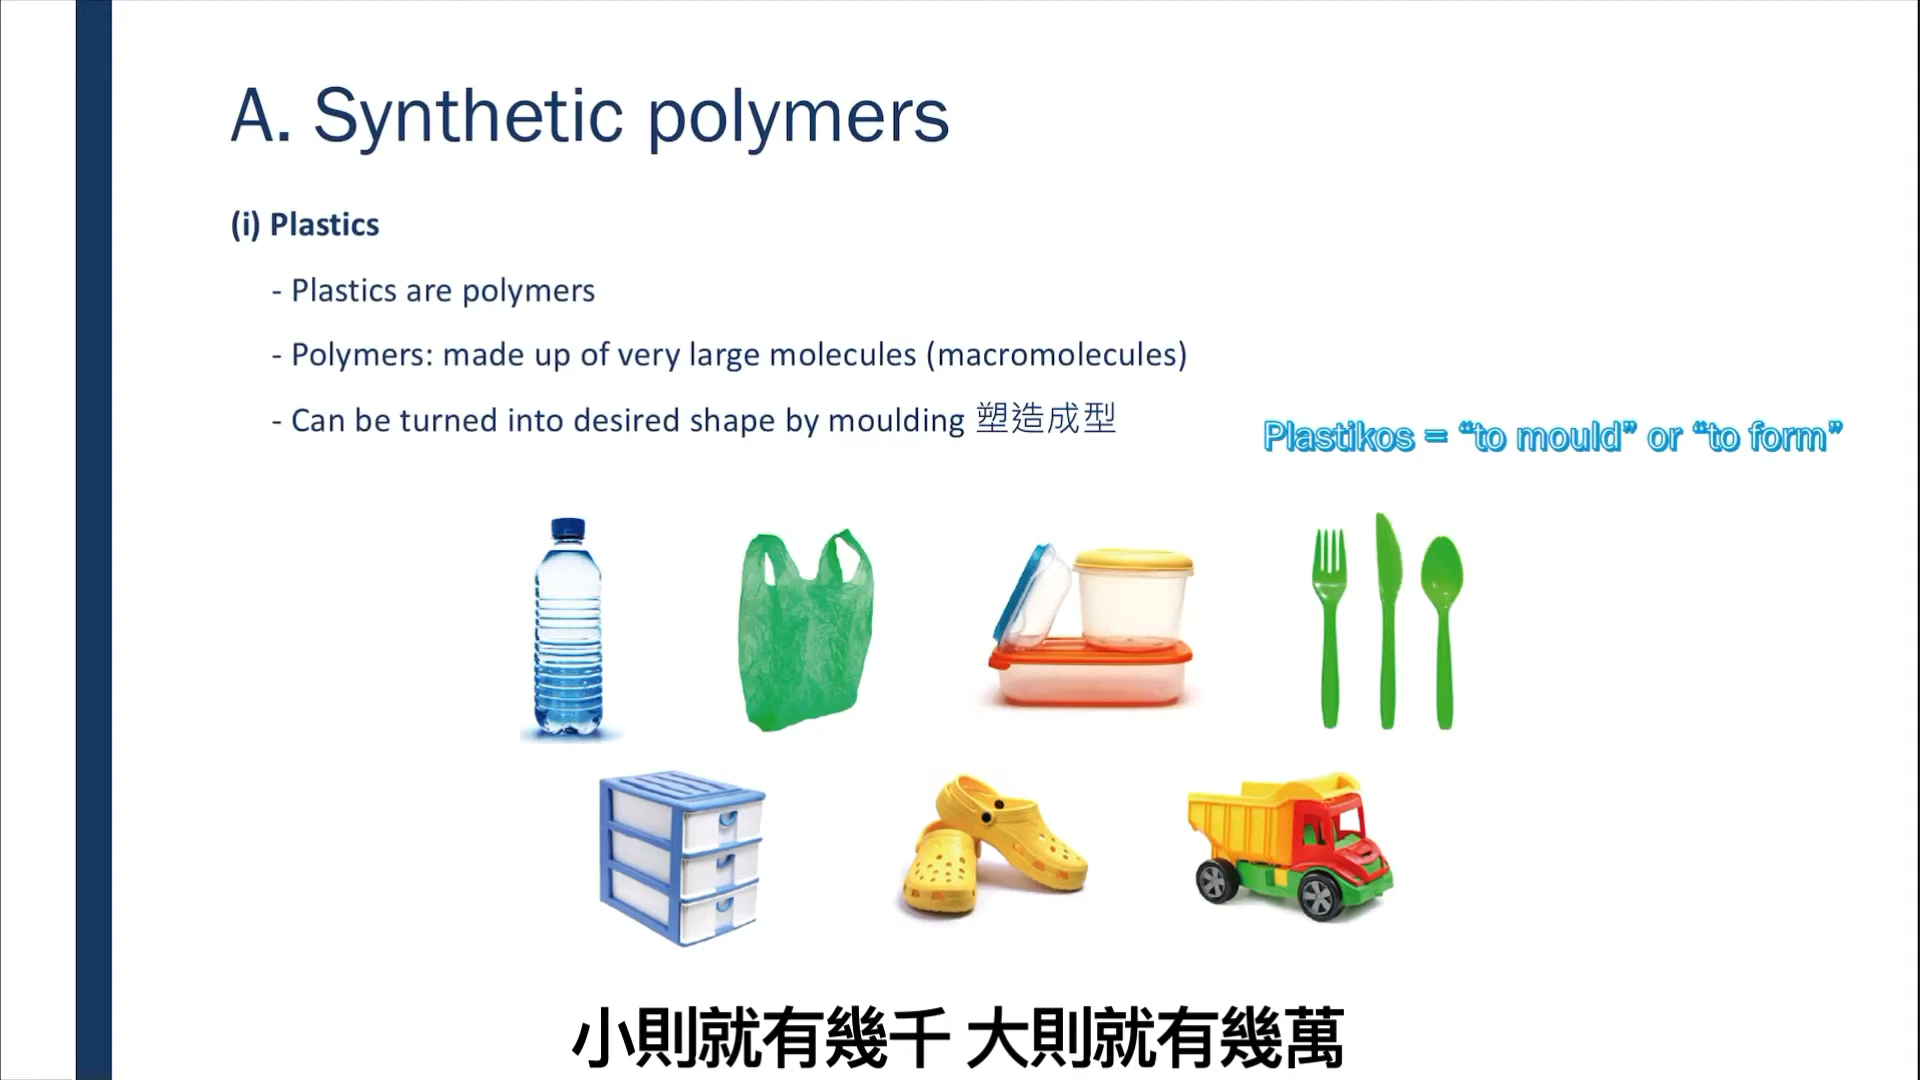 A. Synthetic polymers
(i) Plastics
- Plastics are polymers
- Polymers: made up of very large molecules (macromolecules)
- Can be turned into desired shape by moulding 塑造成型
Plastikos = “to mould” or “to form”
小則就有幾千 大則就有幾萬